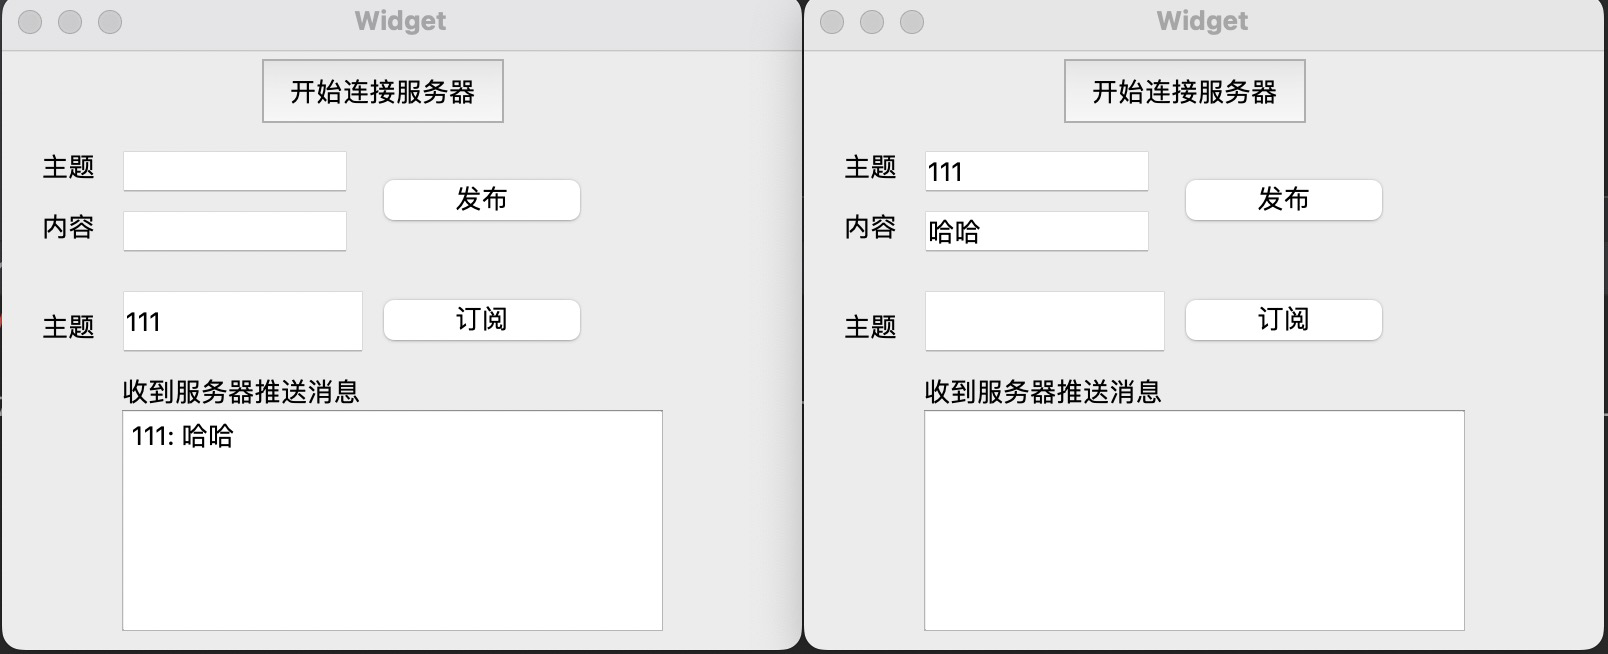 Widget
开始连接服务器
主题
发布
内容
主题 111
订阅
收到服务器推送消息
111: 哈哈
Widget
开始连接服务器
主题 111
发布
内容 哈哈
主题
订阅
收到服务器推送消息